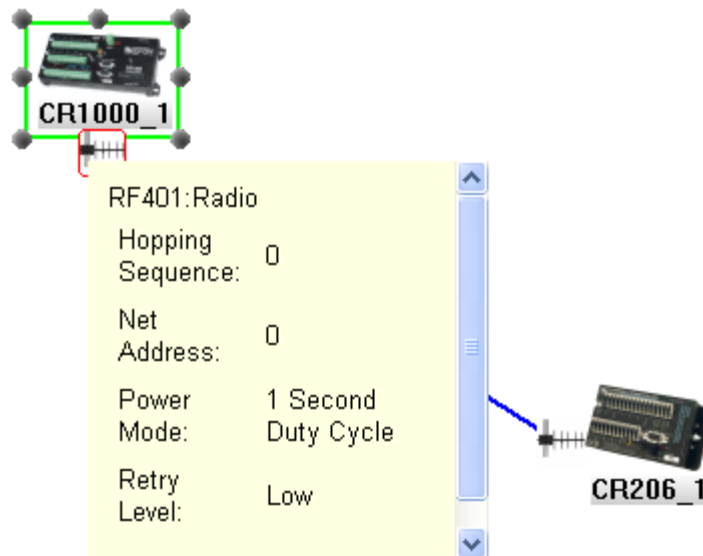 CR1000_1
RF401:Radio
Hopping
Sequence:
0
Net
Address:
0
Power
Mode:
1 Second
Duty Cycle
Retry
Level:
Low
CR206_1